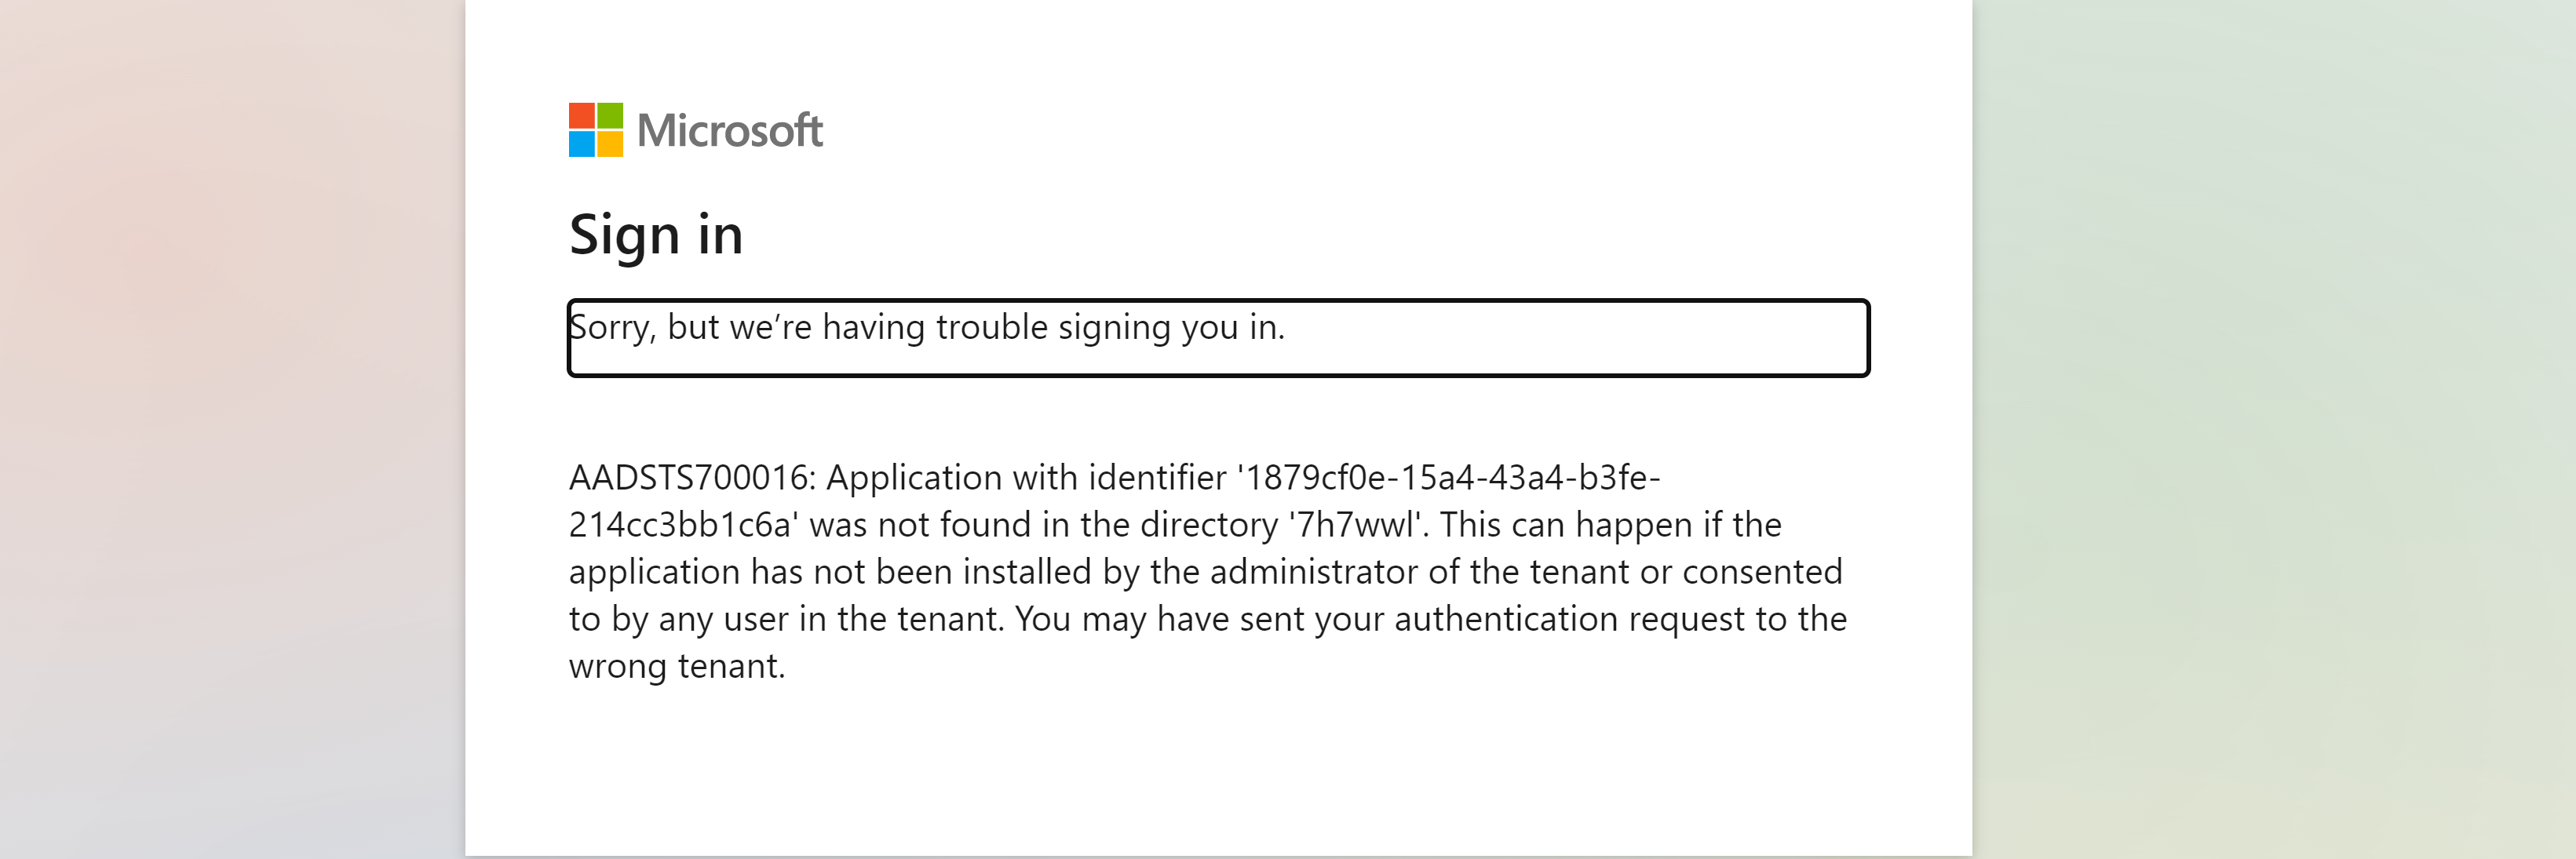 Microsoft
Sign in
Sorry, but we’re having trouble signing you in.
AADSTS700016: Application with identifier '1879cf0e-15a4-43a4-b3fe-
214cc3bb1c6a' was not found in the directory '7h7wwl'. This can happen if the
application has not been installed by the administrator of the tenant or consented
to by any user in the tenant. You may have sent your authentication request to the
wrong tenant.